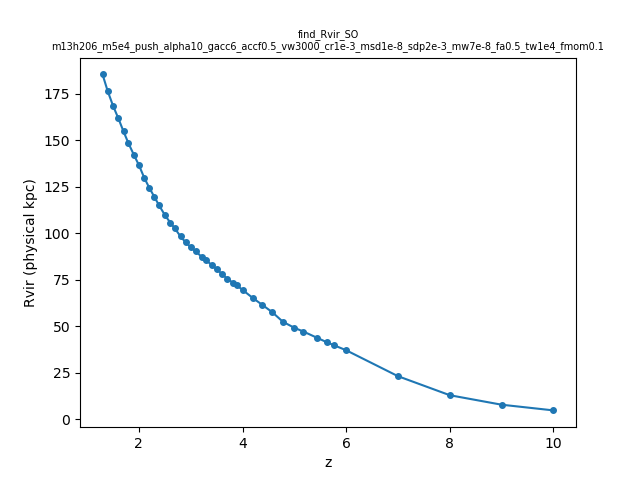 find_Rvir_SO
m13h206_m5e4_push_alpha10_gacc6_accf0.5_vw3000_cr1e-3_msd1e-8_sdp2e-3_mw7e-8_fa0.5_tw1e4_fmom0.1
175
150
125
100
75
50
25
0
Rvir (physical kpc)
2 4 6 8 10
z